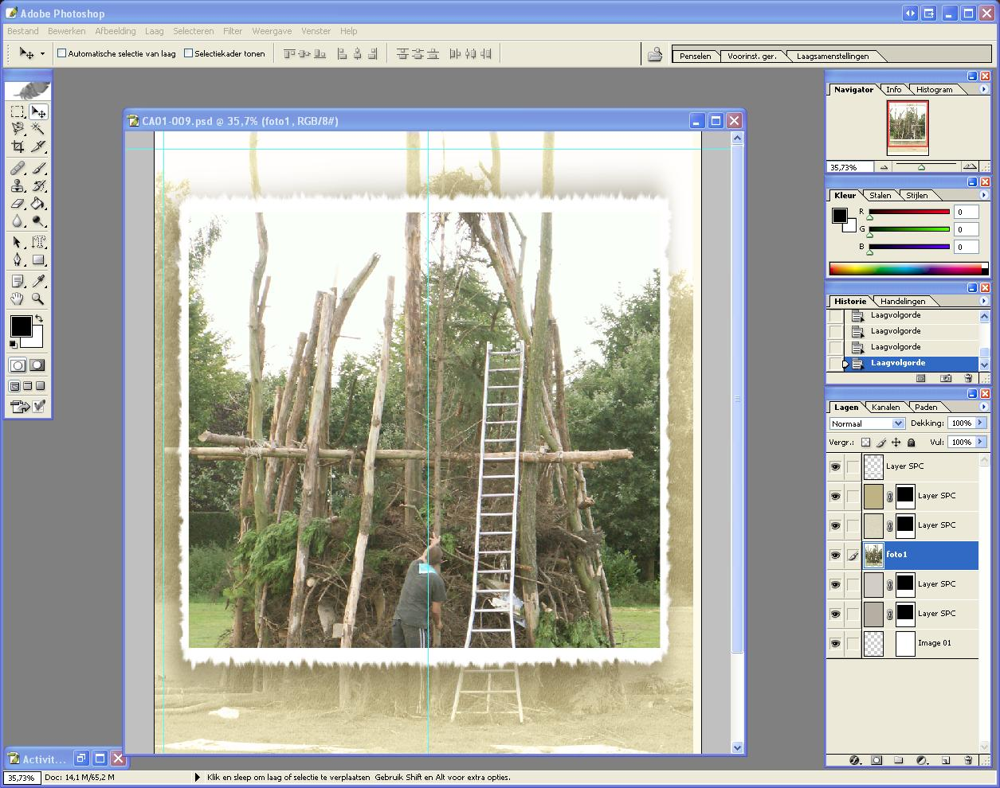 Adobe Photoshop
Bestand Bewerken Afbeelding Laag Selecteren Filter Weergave Venster Help
Automatische selectie van laag Selectiekader tonen
Penselen Voorinst. ger. Laagsamenstellingen
CA01-009.psd @ 35,7% (foto1, RGB/8#)
Navigator Info Histogram
35,73%
Kleur Stalen Stijlen
R 0
G 0
B 0
Historie Handelingen
Laagvolgorde
Laagvolgorde
Laagvolgorde
Laagvolgorde
Lagen Kanalen Paden
Normaal Dekking: 100%
Vergr.: Vul: 100%
Layer SPC
Layer SPC
Layer SPC
foto1
Layer SPC
Layer SPC
Image 01
Activit...
35,73% Doc: 14,1 M/65,2 M Klik en sleep om laag of selectie te verplaatsen Gebruik Shift en Alt voor extra opties.